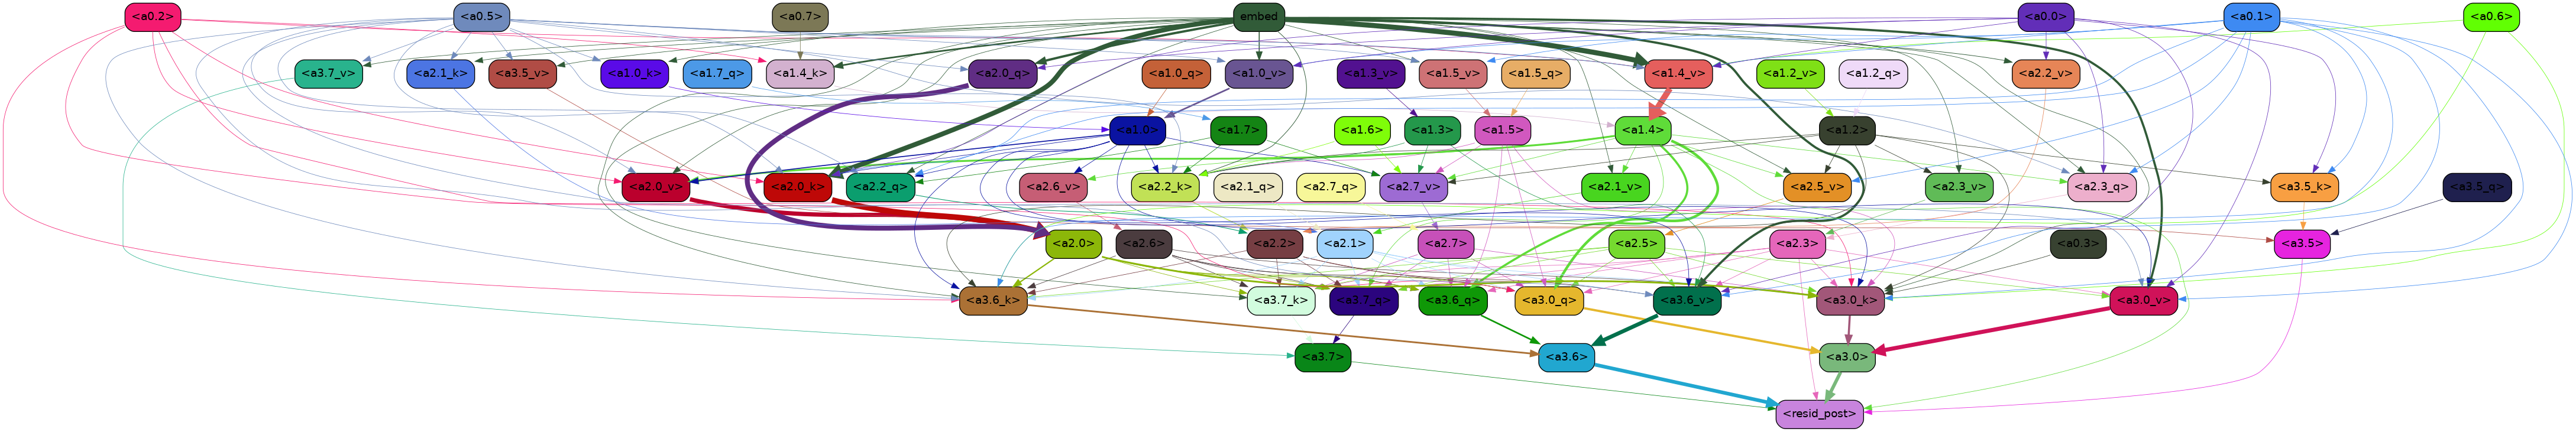 <a0.2> <a0.5> <a0.7> embed <a0.0> <a0.1> <a0.6>
<a3.7_v> <a2.1_k> <a3.5_v> <a1.0_k> <a1.7_q> <a1.4_k> <a2.0_q> <a1.0_q> <a1.0_v> <a1.3_v> <a1.5_v> <a1.5_q> <a1.4_v> <a1.2_v> <a1.2_q> <a2.2_v>
<a1.0> <a1.7> <a1.6> <a1.3> <a1.5> <a1.4> <a1.2>
<a2.0_v> <a2.0_k> <a2.2_q> <a2.6_v> <a2.2_k> <a2.1_q> <a2.7_q> <a2.7_v> <a2.1_v> <a2.5_v> <a2.3_v> <a2.3_q> <a3.5_k> <a3.5_q>
<a2.0> <a2.6> <a2.2> <a2.1> <a2.7> <a2.5> <a2.3> <a0.3> <a3.5>
<a3.6_k> <a3.7_k> <a3.7_q> <a3.6_q> <a3.0_q> <a3.6_v> <a3.0_k> <a3.0_v>
<a3.7> <a3.6> <a3.0>
<resid_post>